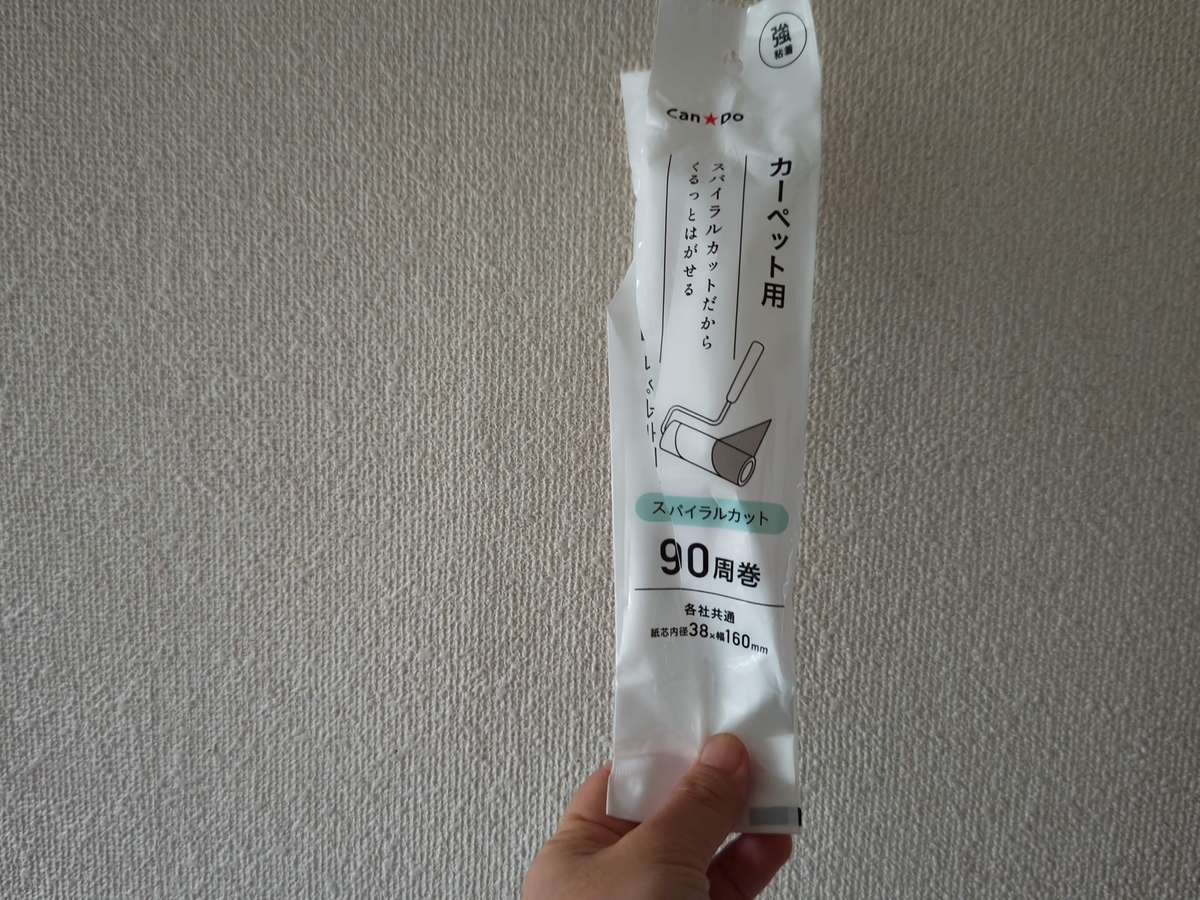 強
粘着
Can★Do
カーペット用
スパイラルカットだから
くるっとはがせる
スパイラルカット
90周巻
各社共通
紙芯内径38×幅160mm